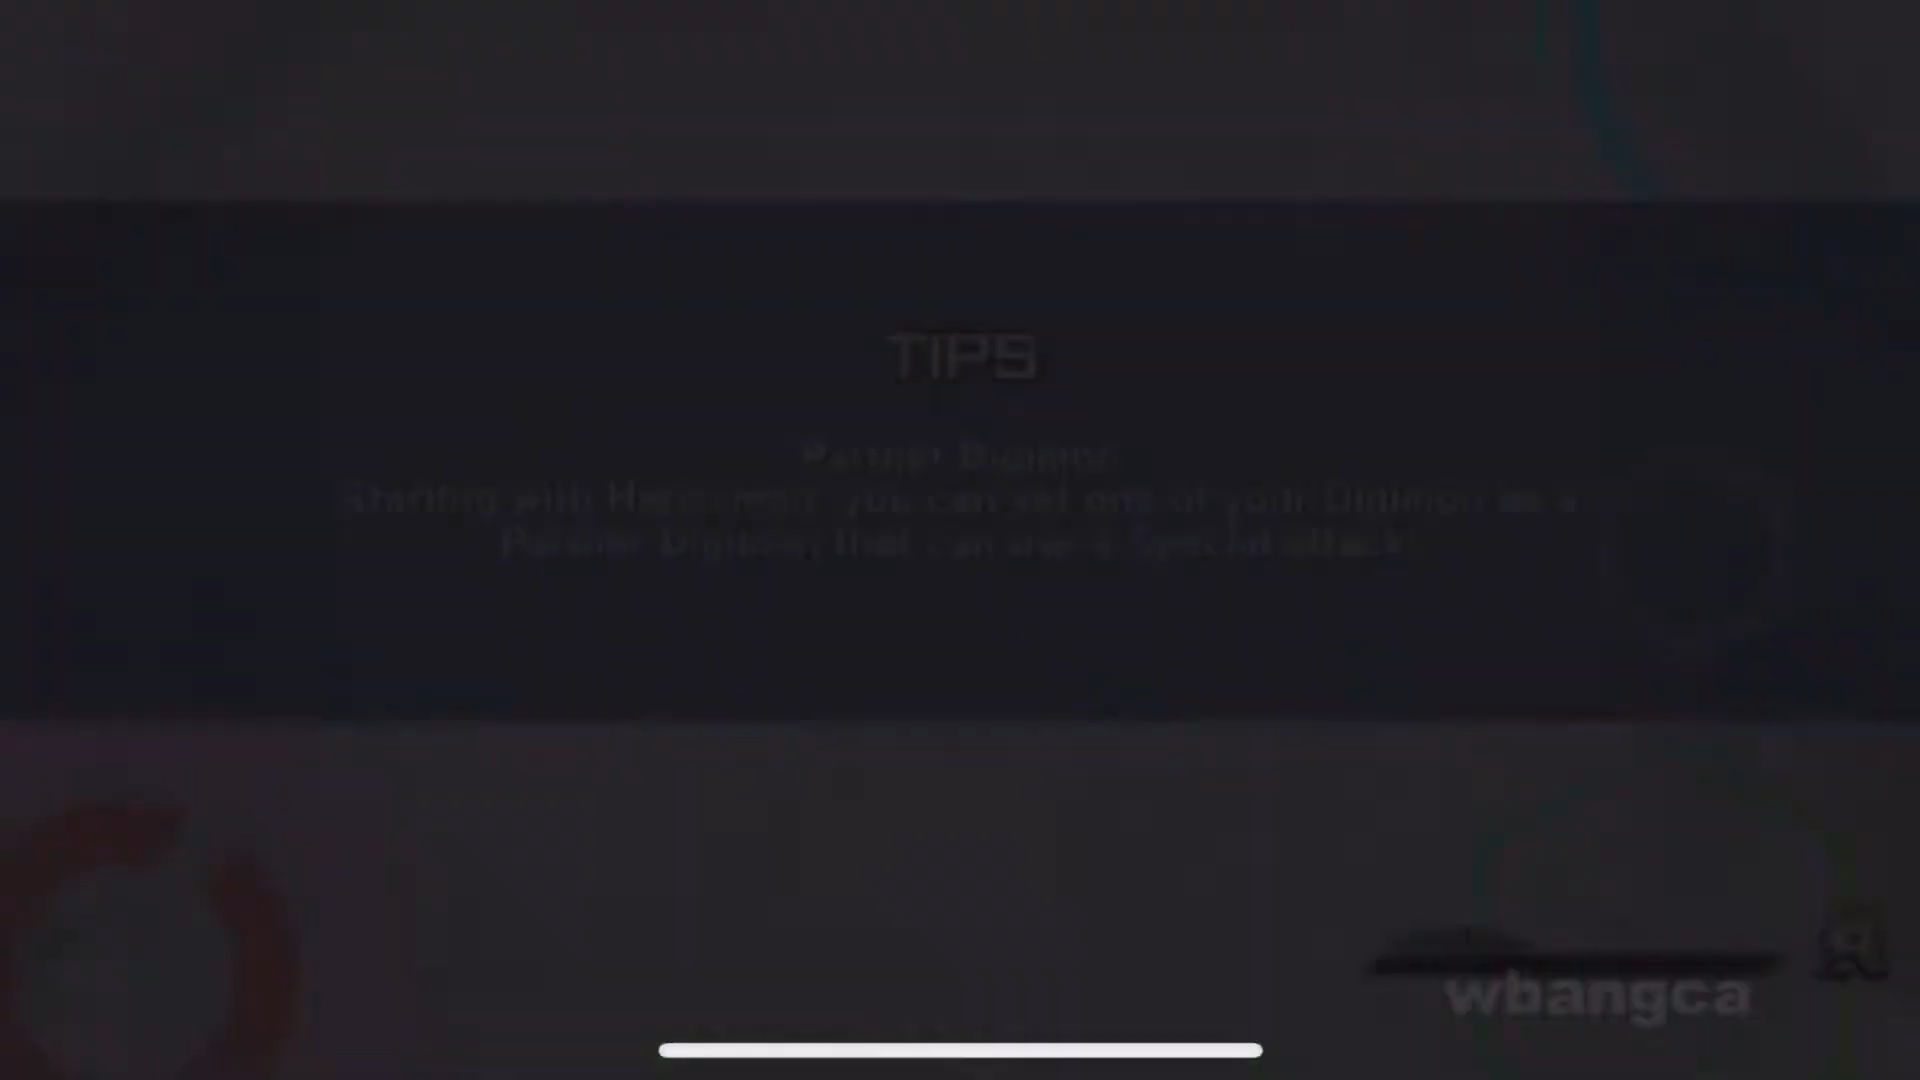 TIPS
Partner Digimon
Starting with you can set one of your Digimon as a
Partner Digimon that can use a Special attack!
wbangca